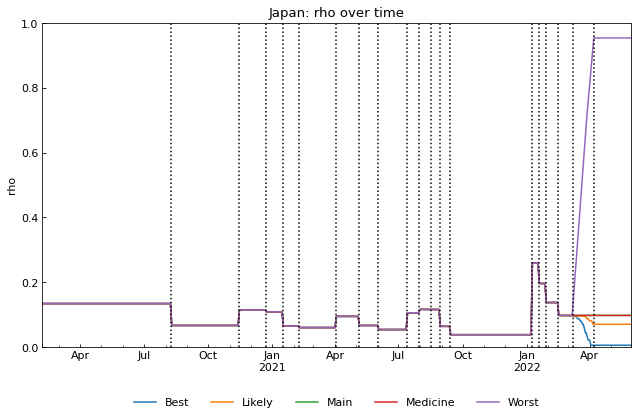 Japan: rho over time
rho
1.0
0.8
0.6
0.4
0.2
0.0
Apr Jul Oct Jan Apr Jul Oct Jan Apr
2021 2022
Best Likely Main Medicine Worst